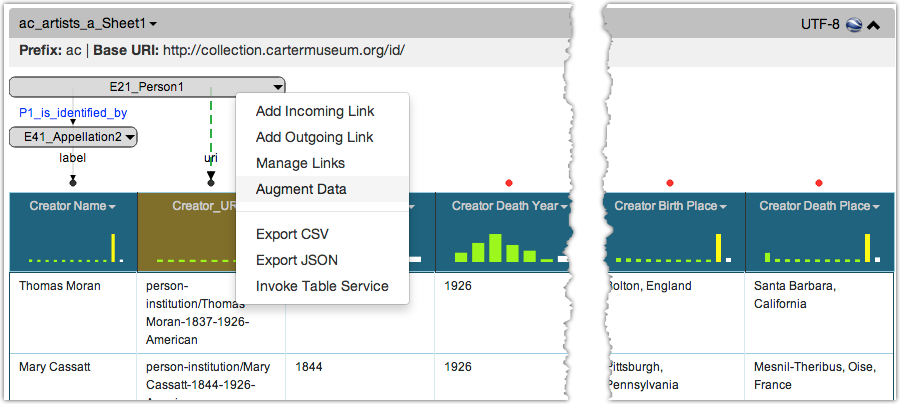 ac_artists_a_Sheet1
UTF-8
Prefix: ac | Base URI: http://collection.cartermuseum.org/id/
E21_Person1
P1_is_identified_by
E41_Appellation2
label
uri
Add Incoming Link
Add Outgoing Link
Manage Links
Augment Data
Export CSV
Export JSON
Invoke Table Service
Creator Name
Creator Death Year
Creator Birth Place
Creator Death Place
Thomas Moran
person-
institution/Thomas
Moran-1837-1926-
American
1926
Bolton, England
Santa Barbara,
California
Mary Cassatt
person-institution/Mary
Cassatt-1844-1926-
American
1844
1926
Pittsburgh,
Pennsylvania
Mesnil-Theribus, Oise,
France